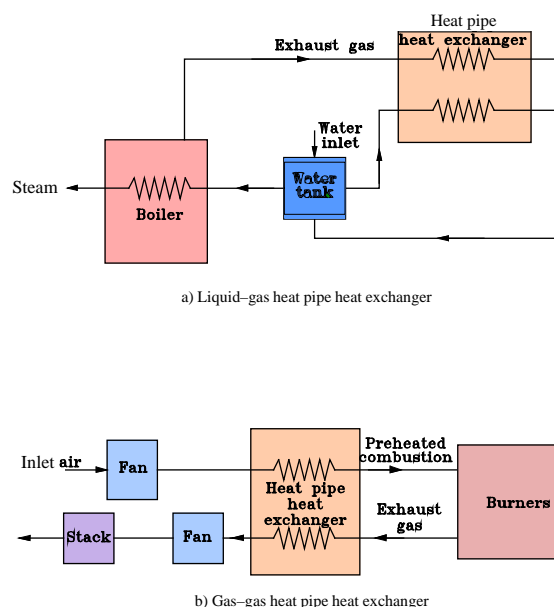 Heat pipe
heat exchanger
Exhaust gas
Water
inlet
Steam
Boiler
Water
tank
a) Liquid–gas heat pipe heat exchanger
Inlet air
Fan
Preheated
combustion
Heat pipe
heat
exchanger
Burners
Exhaust
gas
Stack
Fan
b) Gas–gas heat pipe heat exchanger